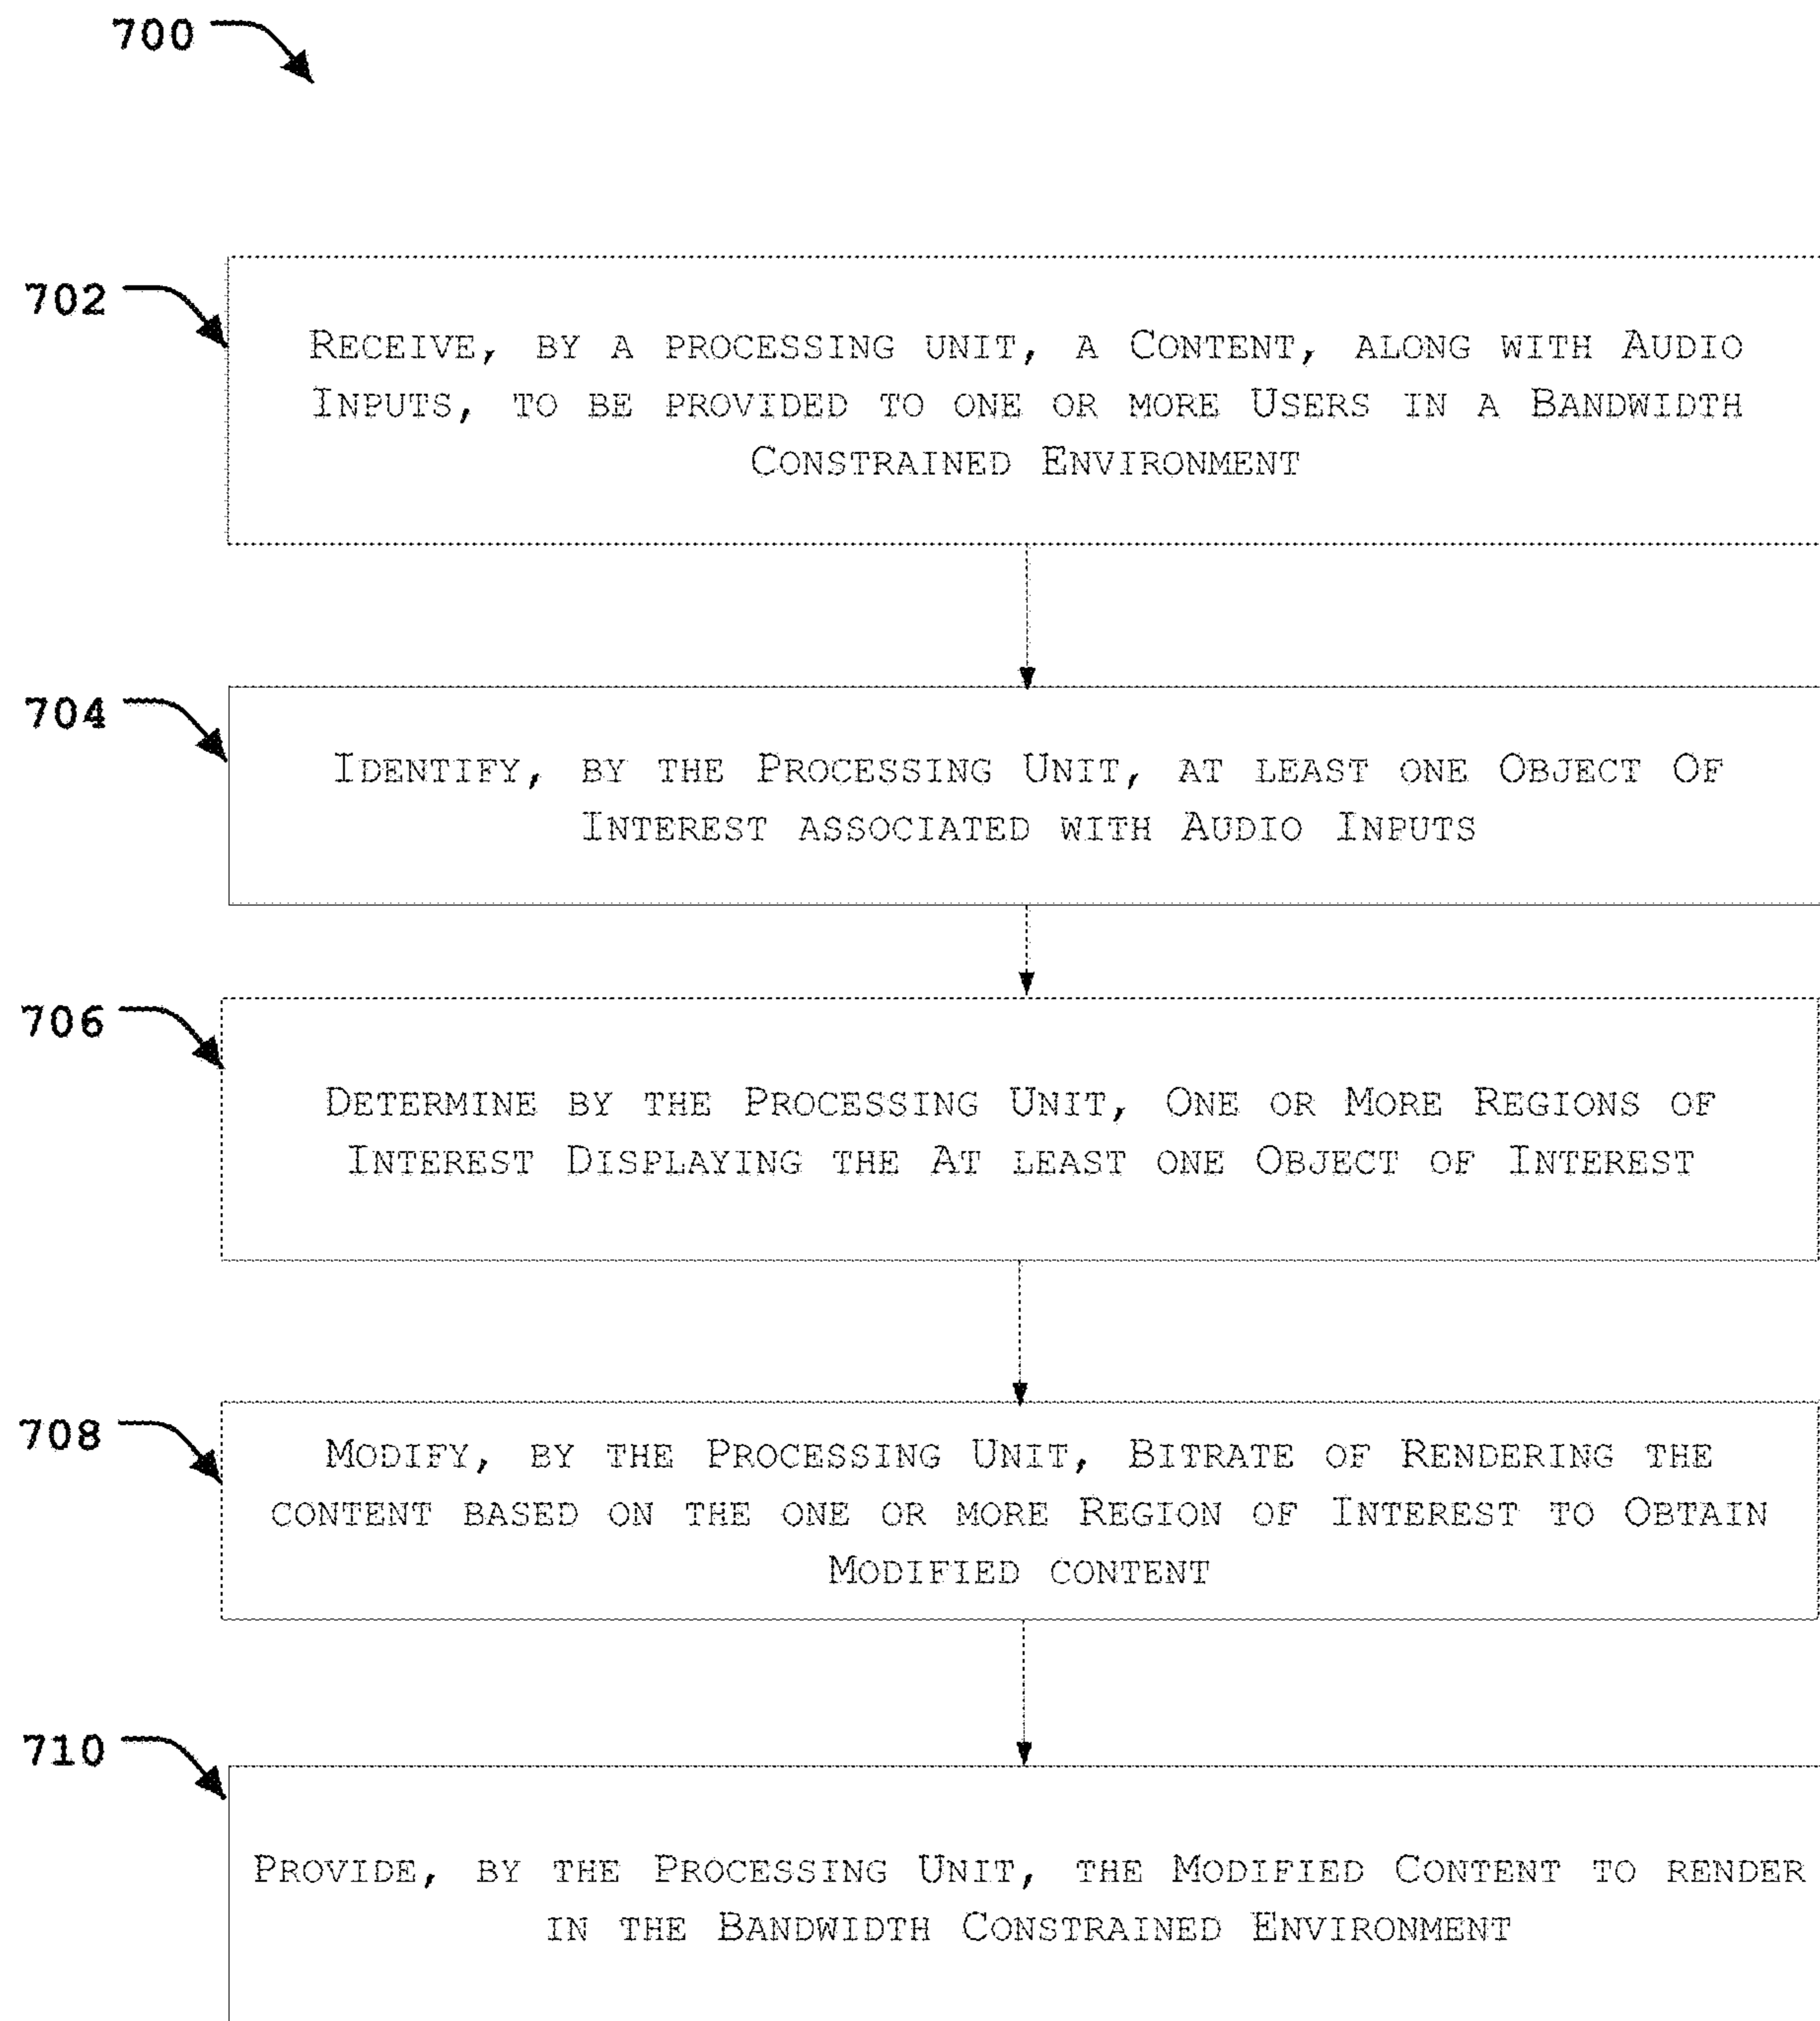 700
702
RECEIVE, BY A PROCESSING UNIT, A CONTENT, ALONG WITH AUDIO
INPUTS, TO BE PROVIDED TO ONE OR MORE USERS IN A BANDWIDTH
CONSTRAINED ENVIRONMENT
704
IDENTIFY, BY THE PROCESSING UNIT, AT LEAST ONE OBJECT OF
INTEREST ASSOCIATED WITH AUDIO INPUTS
706
DETERMINE BY THE PROCESSING UNIT, ONE OR MORE REGIONS OF
INTEREST DISPLAYING THE AT LEAST ONE OBJECT OF INTEREST
708
MODIFY, BY THE PROCESSING UNIT, BITRATE OF RENDERING THE
CONTENT BASED ON THE ONE OR MORE REGION OF INTEREST TO OBTAIN
MODIFIED CONTENT
710
PROVIDE, BY THE PROCESSING UNIT, THE MODIFIED CONTENT TO RENDER
IN THE BANDWIDTH CONSTRAINED ENVIRONMENT